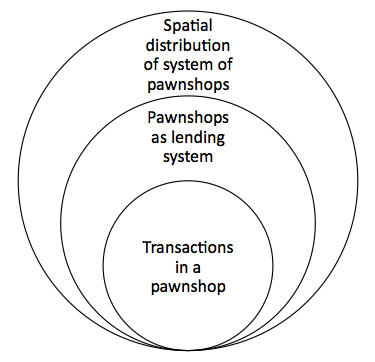 Spatial
distribution
of system of
pawnshops
Pawnshops
as lending
system
Transactions
in a
pawnshop